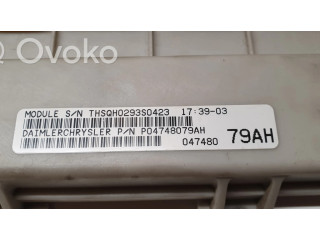 Ovoko
MODULE S/N THSQH0293S0423 17:39-03
DAIMLERCHRYSLER P/N P04748079AH
047480 79AH